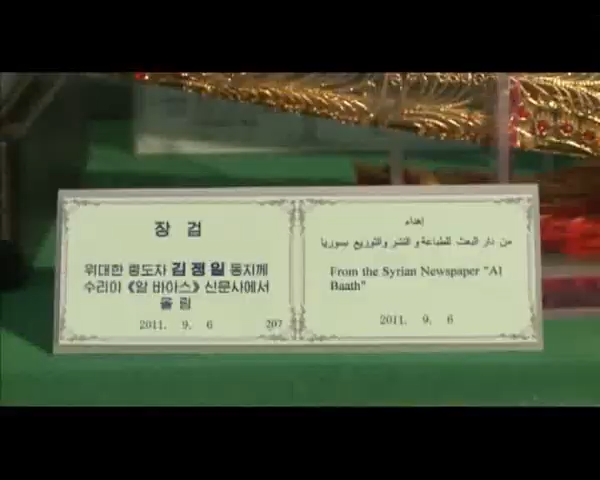 장 검
위대한 령도자 김정일 동지께
수리아 《알 바아스》 신문사에서
올 림
2011. 9. 6
207
إهداء
من دار البعث للطباعة و النشر والتوزيع بسوريا
From the Syrian Newspaper "Al
Baath"
2011. 9. 6